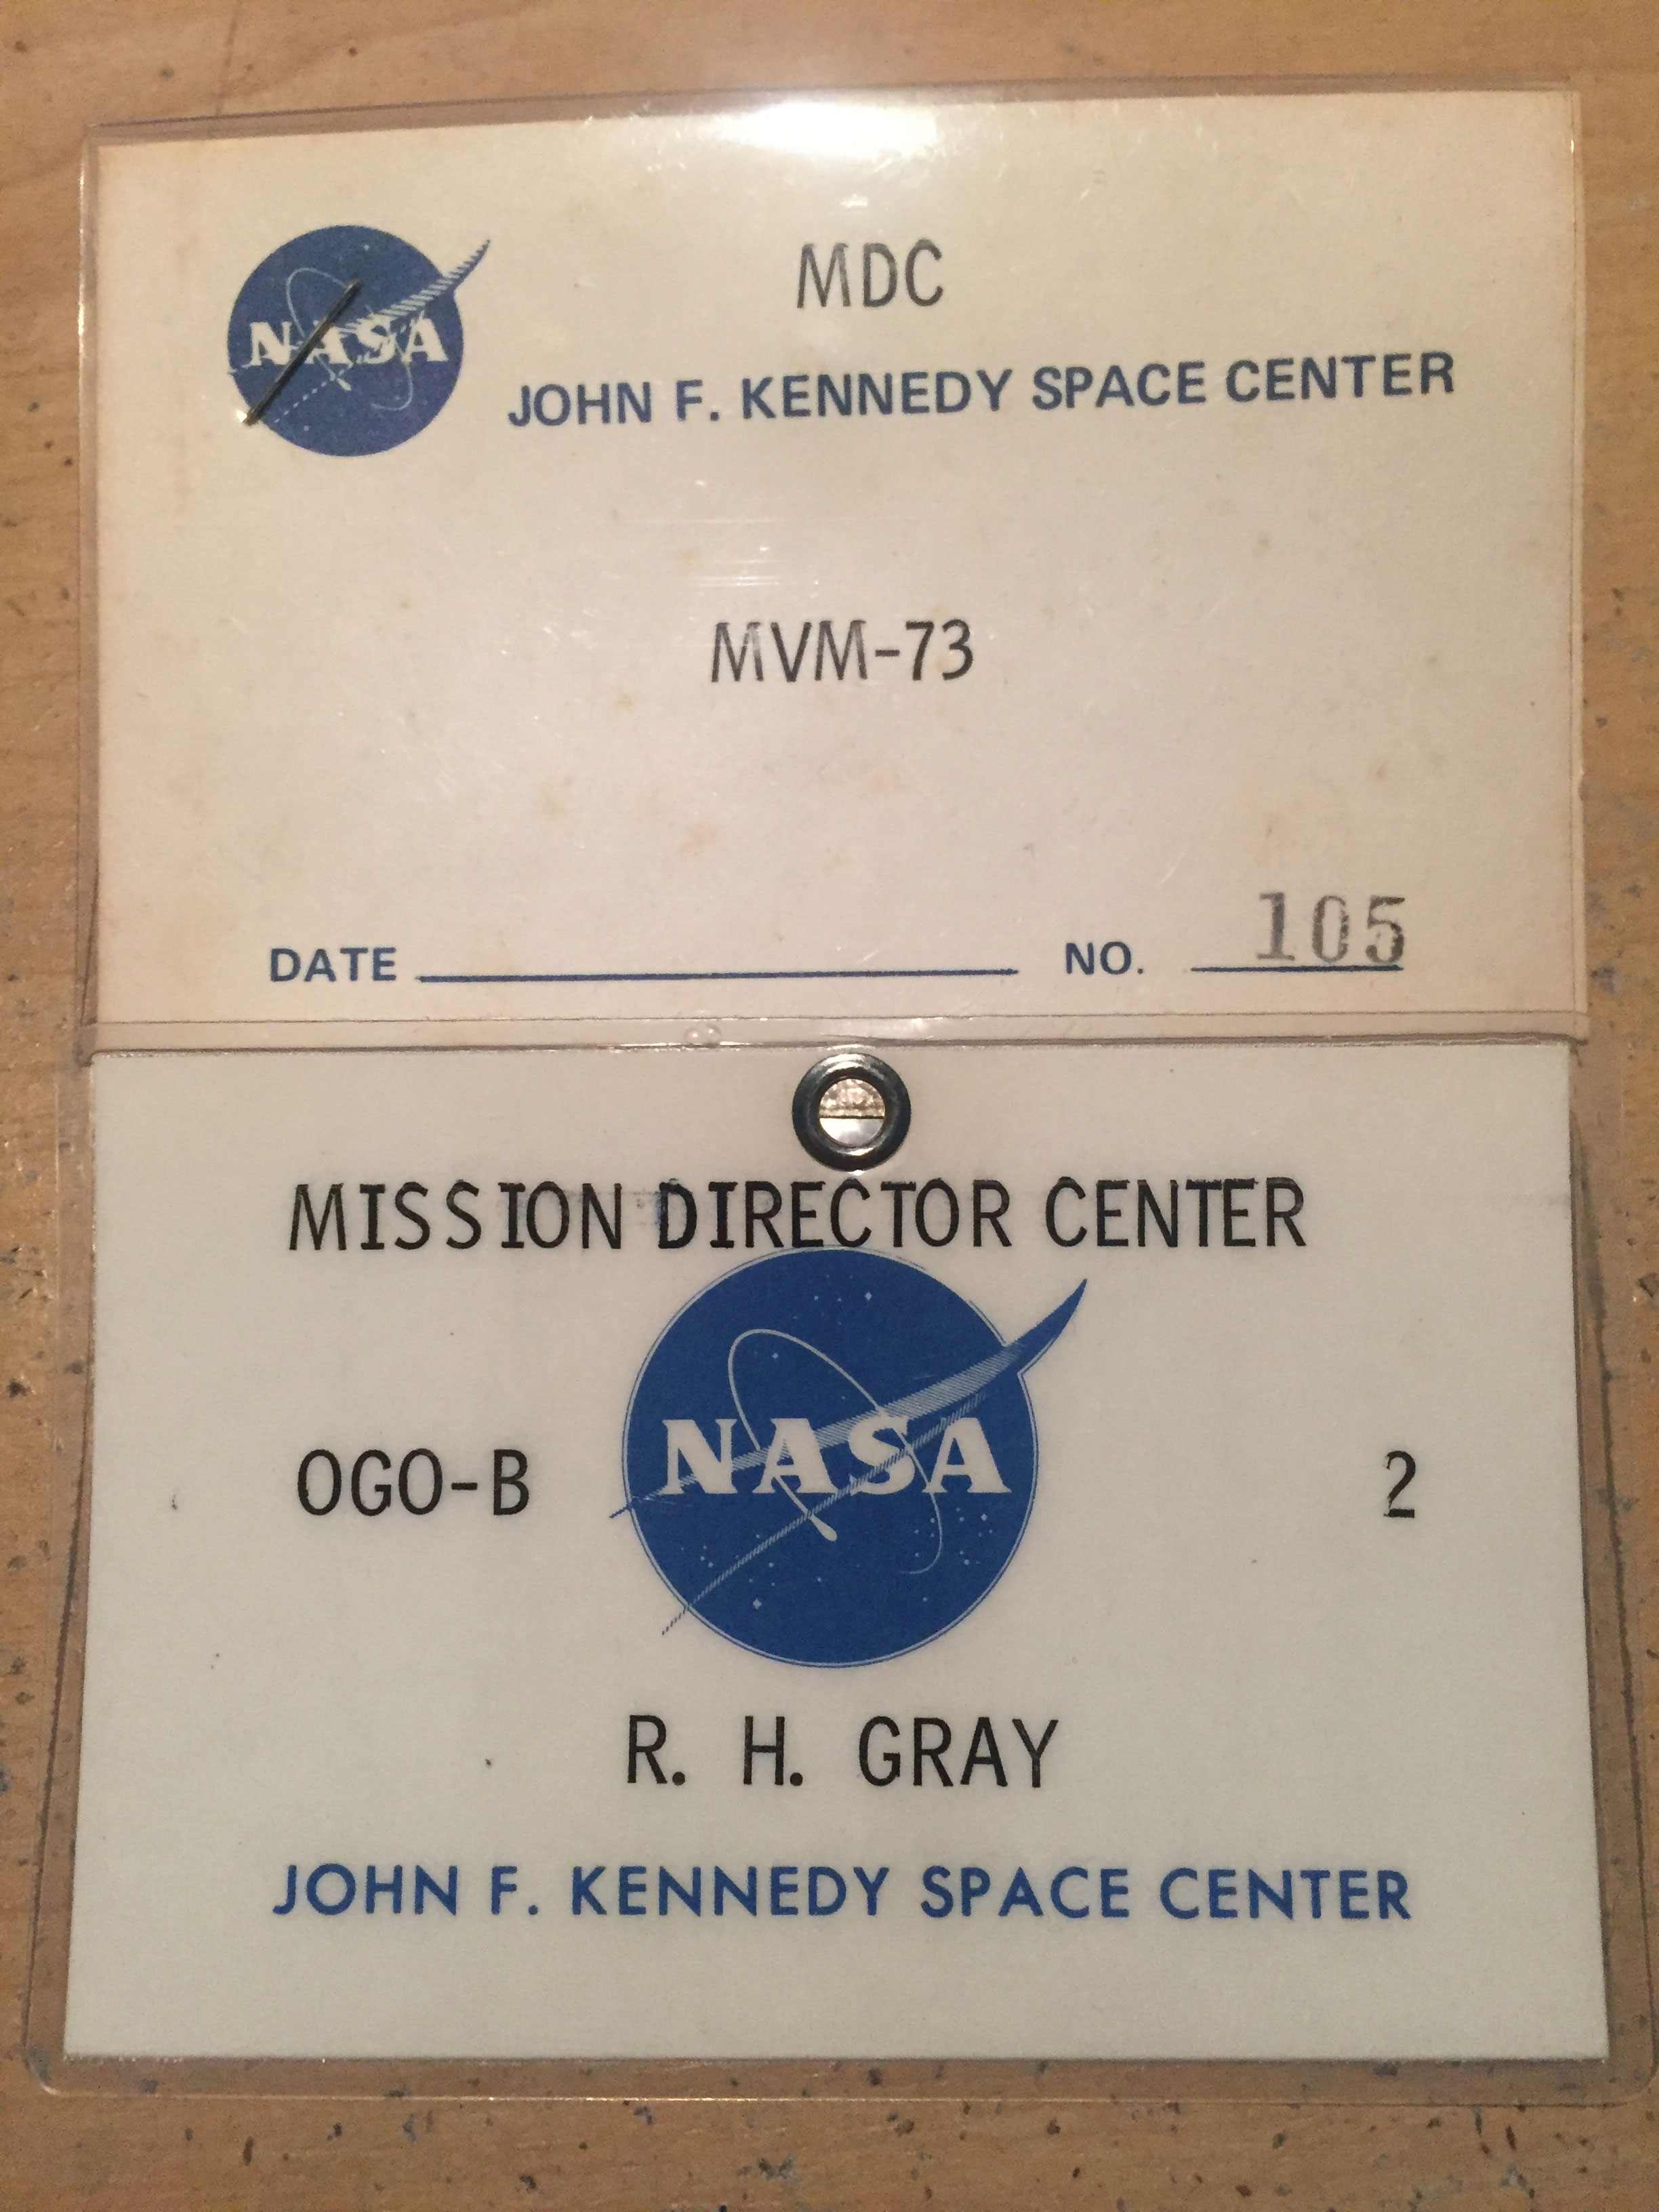 NASA
MDC
JOHN F. KENNEDY SPACE CENTER
MVM-73
DATE NO. 105
MISSION DIRECTOR CENTER
NASA
OGO-B 2
R. H. GRAY
JOHN F. KENNEDY SPACE CENTER